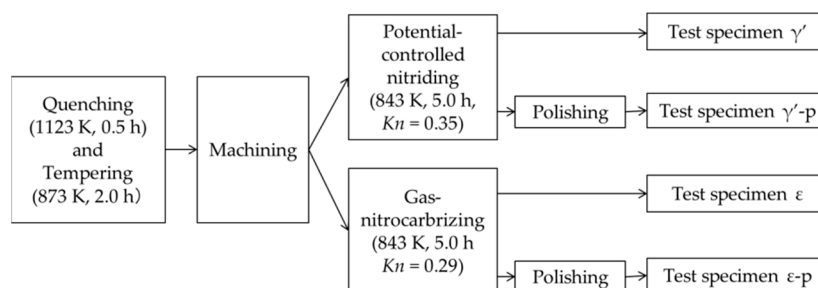 Quenching
(1123 K, 0.5 h)
and
Tempering
(873 K, 2.0 h)
Machining
Potential-
controlled
nitriding
(843 K, 5.0 h,
Kn = 0.35)
Test specimen γ′
Polishing
Test specimen γ′-p
Gas-
nitrocarbrizing
(843 K, 5.0 h
Kn = 0.29)
Test specimen ε
Polishing
Test specimen ε-p